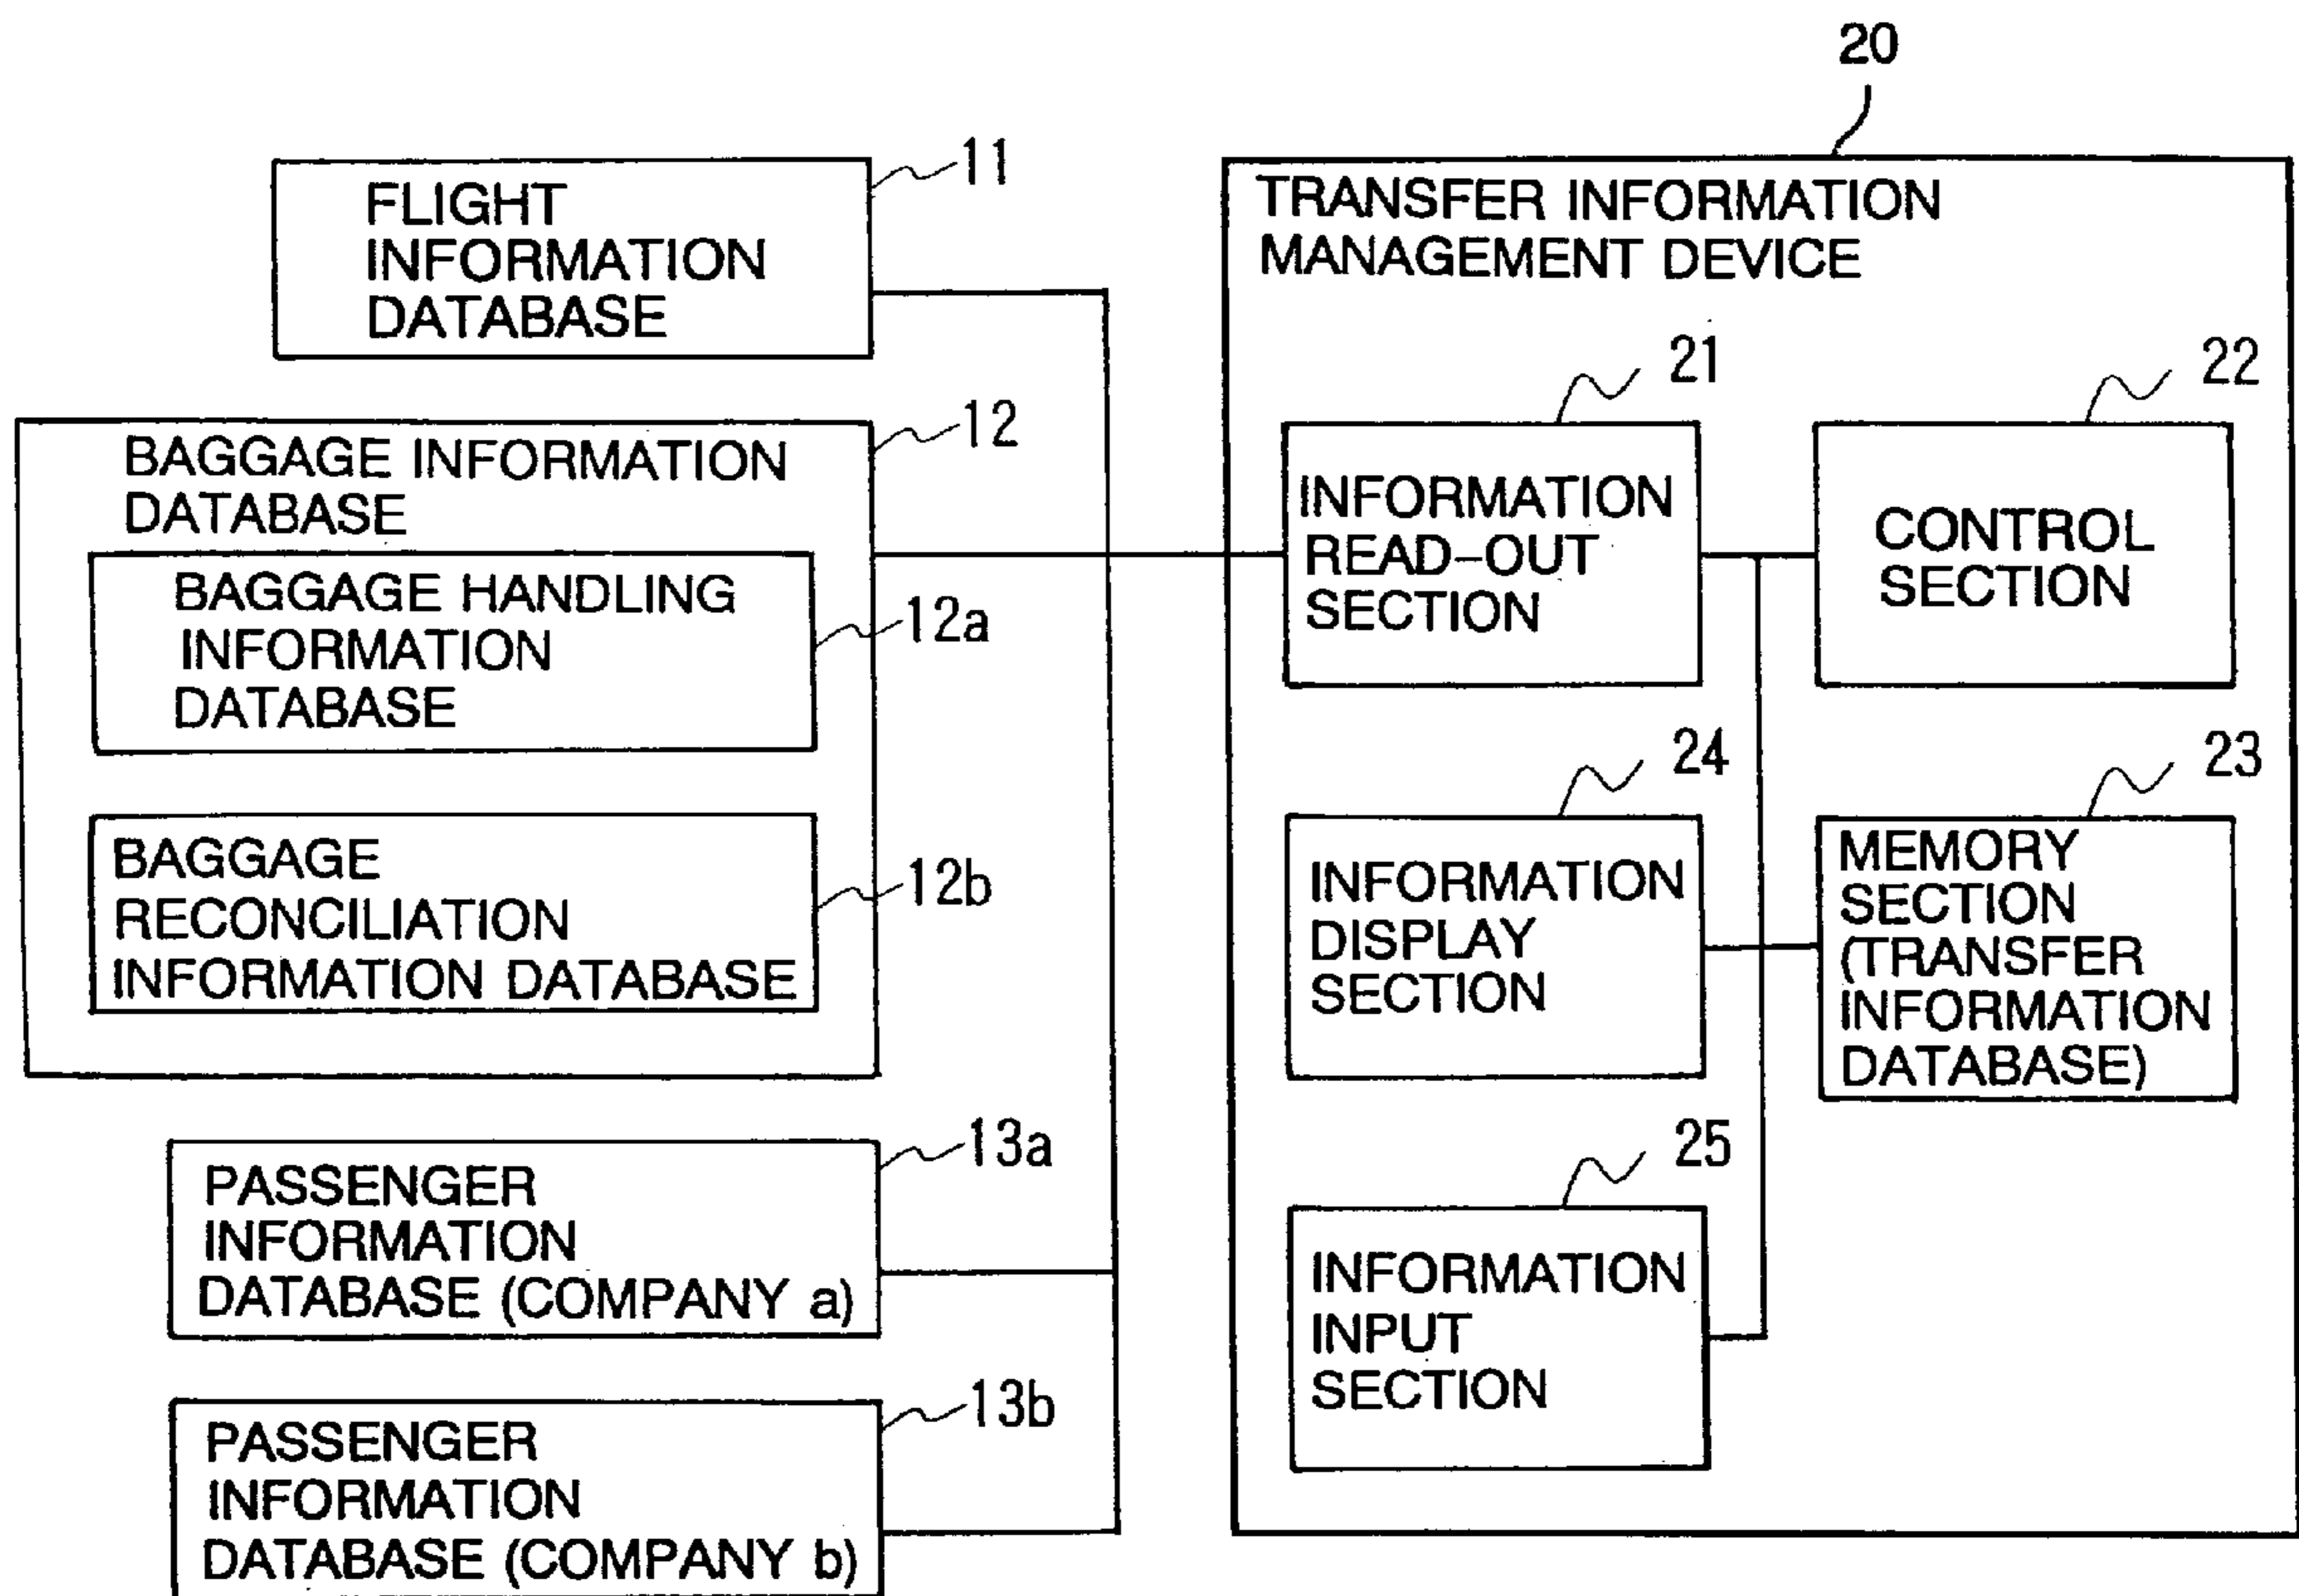 20
11
FLIGHT
INFORMATION
DATABASE
12
BAGGAGE INFORMATION
DATABASE
12a
BAGGAGE HANDLING
INFORMATION
DATABASE
12b
BAGGAGE
RECONCILIATION
INFORMATION DATABASE
13a
PASSENGER
INFORMATION
DATABASE (COMPANY a)
13b
PASSENGER
INFORMATION
DATABASE (COMPANY b)
TRANSFER INFORMATION
MANAGEMENT DEVICE
21
INFORMATION
READ-OUT
SECTION
22
CONTROL
SECTION
24
INFORMATION
DISPLAY
SECTION
23
MEMORY
SECTION
(TRANSFER
INFORMATION
DATABASE)
25
INFORMATION
INPUT
SECTION